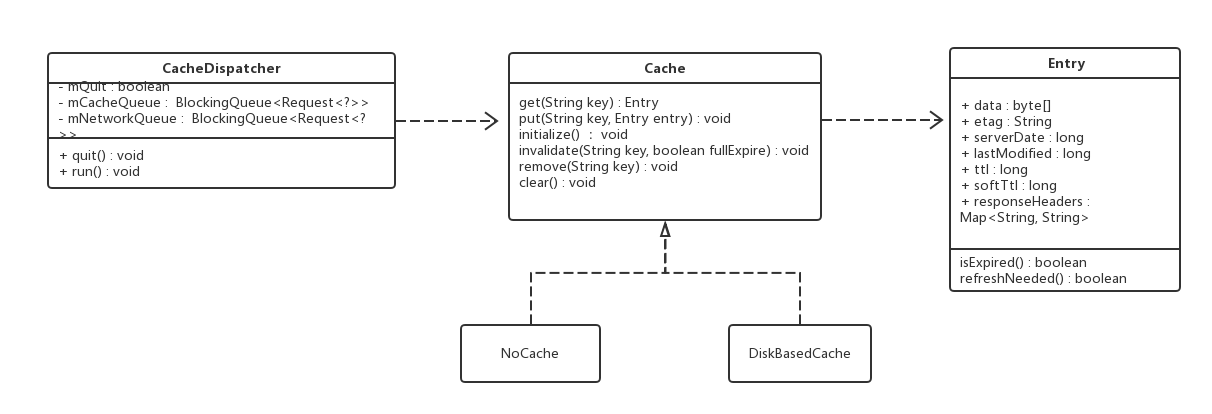 CacheDispatcher
- mQuit : boolean
- mCacheQueue :  BlockingQueue<Request<?>>
- mNetworkQueue :  BlockingQueue<Request<?
>>
+ quit() : void
+ run() : void
Cache
get(String key) : Entry
put(String key, Entry entry) : void
initialize() ： void
invalidate(String key, boolean fullExpire) : void
remove(String key) : void
clear() : void
Entry
+ data : byte[]
+ etag : String
+ serverDate : long
+ lastModified : long
+ ttl : long
+ softTtl : long
+ responseHeaders :
Map<String, String>
isExpired() : boolean
refreshNeeded() : boolean
NoCache
DiskBasedCache